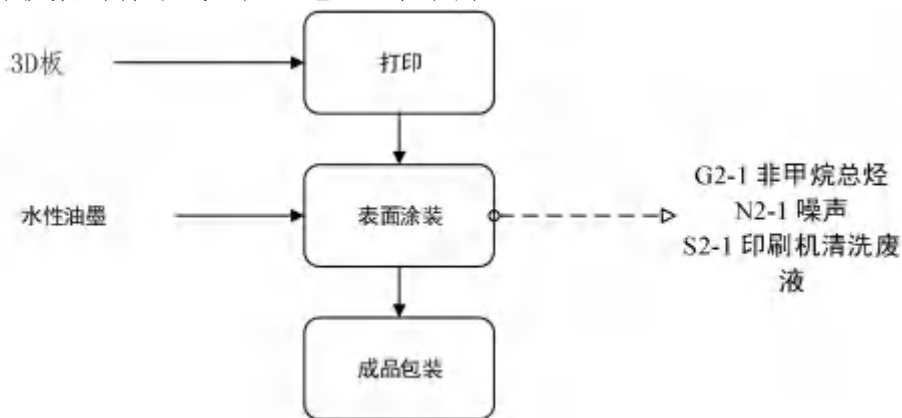 3D板
打印
水性油墨
表面涂装
G2-1 非甲烷总烃
N2-1 噪声
S2-1 印刷机清洗废
液
成品包装